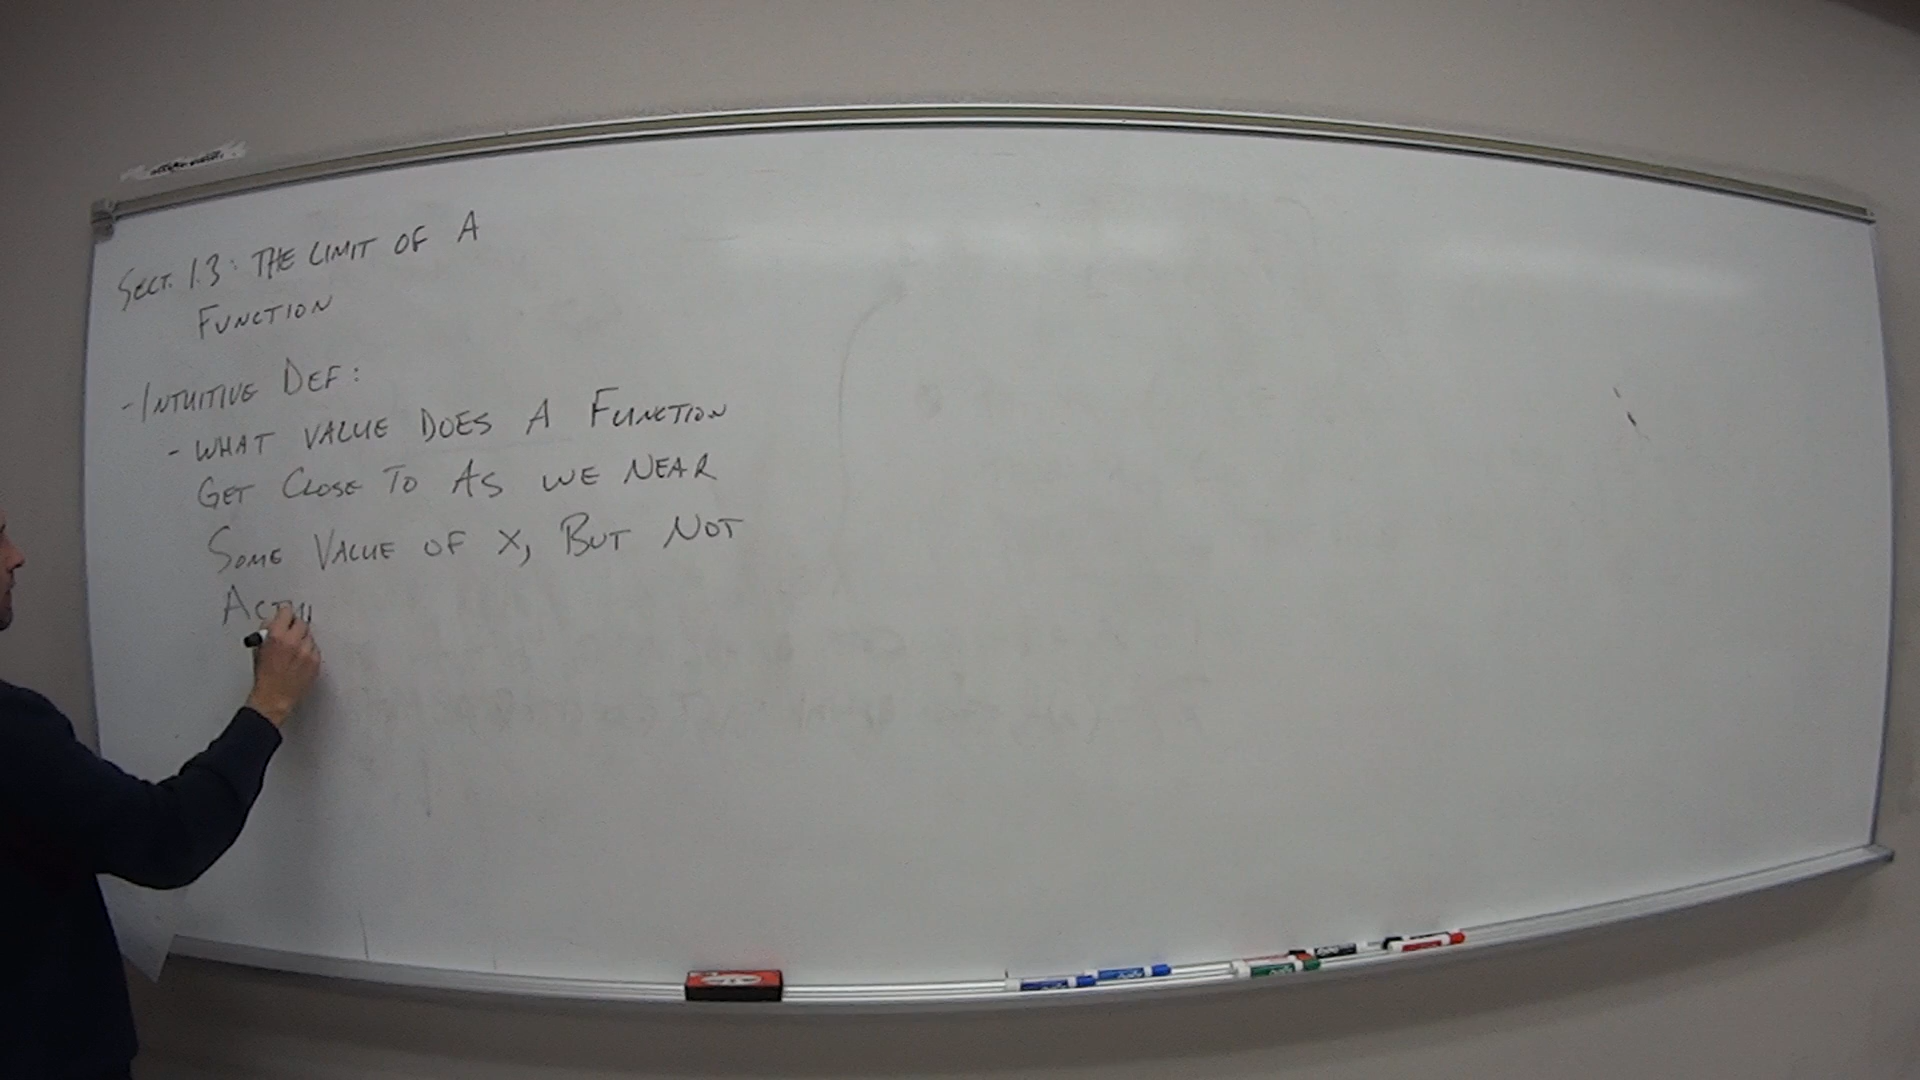 SECT. 1.3: THE LIMIT OF A
FUNCTION
- INTUITIVE DEF:
- WHAT VALUE DOES A FUNCTION
GET CLOSE TO AS WE NEAR
SOME VALUE OF X, BUT NOT
ACTU